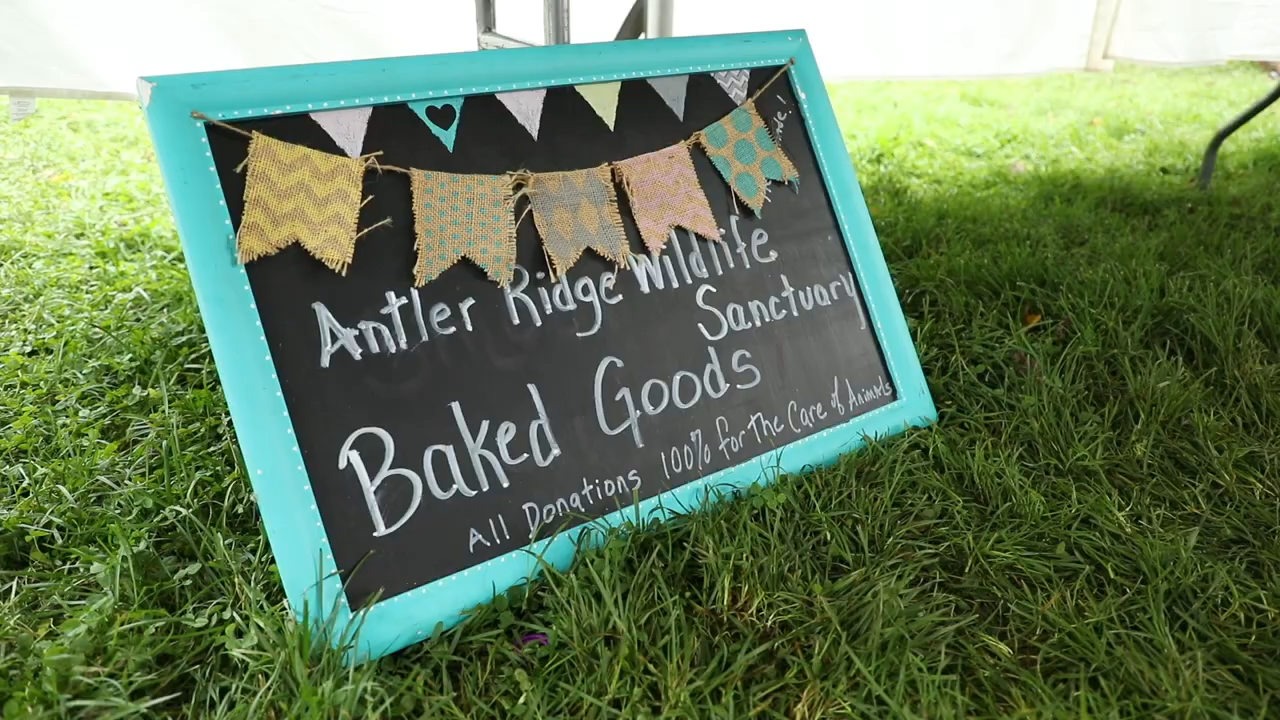 Antler Ridge Wildlife
Sanctuary
Baked Goods
All Donations 100% for the Care of Animals